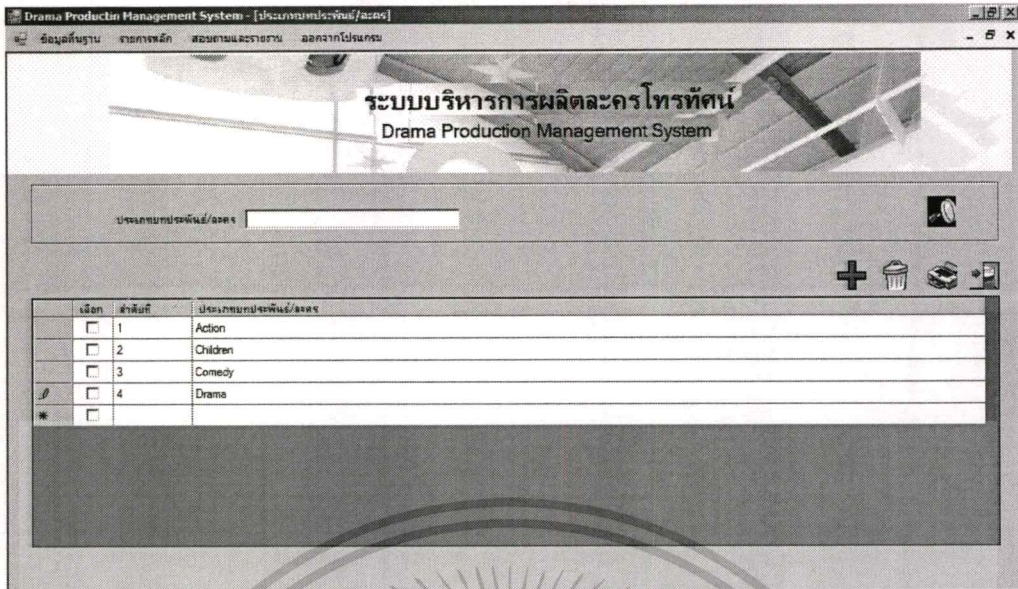 Drama Productin Management System - [ประเภทบทประพันธ์/ละคร]
ข้อมูลพื้นฐาน รายการหลัก สอบถามและรายงาน ออกจากโปรแกรม
ระบบบริหารการผลิตละครโทรทัศน์
Drama Production Management System
ประเภทบทประพันธ์/ละคร
เลือก ลำดับที่ ประเภทบทประพันธ์/ละคร
1 Action
2 Children
3 Comedy
4 Drama